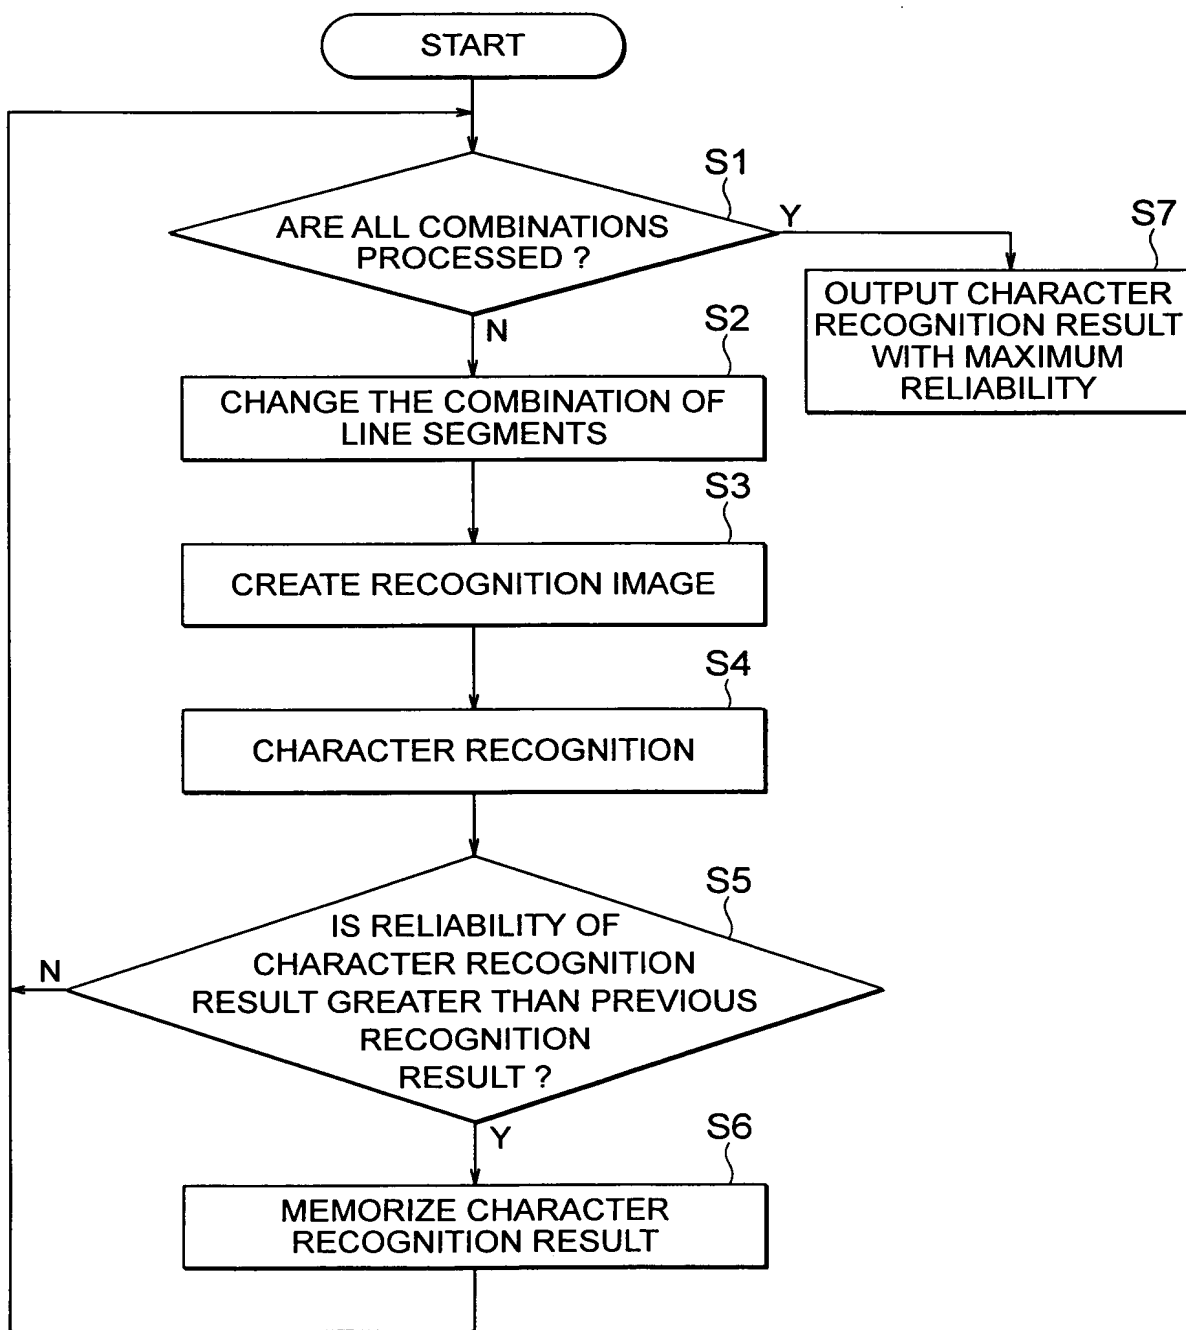 START
S1
ARE ALL COMBINATIONS
PROCESSED ?
Y
N
S7
OUTPUT CHARACTER
RECOGNITION RESULT
WITH MAXIMUM
RELIABILITY
S2
CHANGE THE COMBINATION OF
LINE SEGMENTS
S3
CREATE RECOGNITION IMAGE
S4
CHARACTER RECOGNITION
S5
IS RELIABILITY OF
CHARACTER RECOGNITION
RESULT GREATER THAN PREVIOUS
RECOGNITION
RESULT ?
N
Y
S6
MEMORIZE CHARACTER
RECOGNITION RESULT